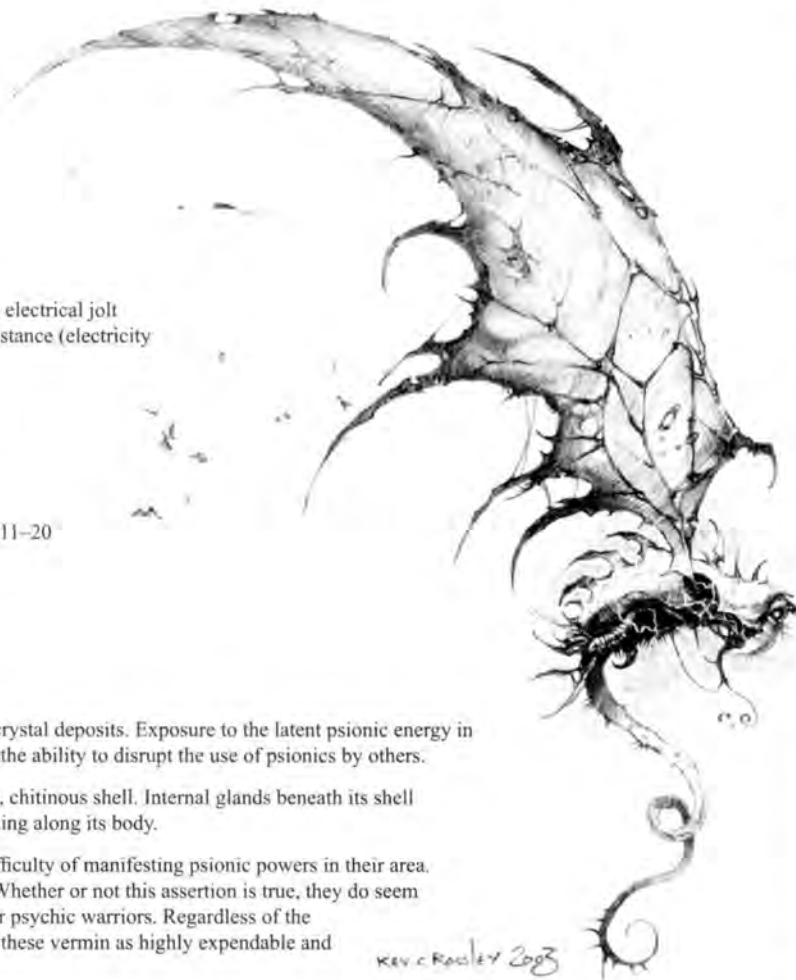 electrical jolt
stance (electricity
11–20
crystal deposits. Exposure to the latent psionic energy in
the ability to disrupt the use of psionics by others.
, chitinous shell. Internal glands beneath its shell
ing along its body.
fficulty of manifesting psionic powers in their area.
Whether or not this assertion is true, they do seem
r psychic warriors. Regardless of the
these vermin as highly expendable and
KEV CROSSLEY 2003